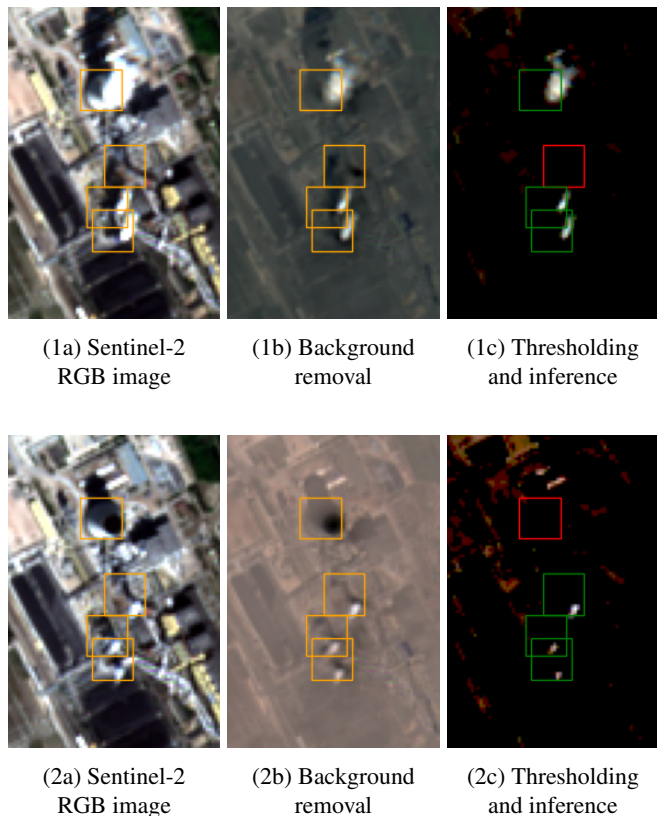 (1a) Sentinel-2
RGB image
(1b) Background
removal
(1c) Thresholding
and inference
(2a) Sentinel-2
RGB image
(2b) Background
removal
(2c) Thresholding
and inference